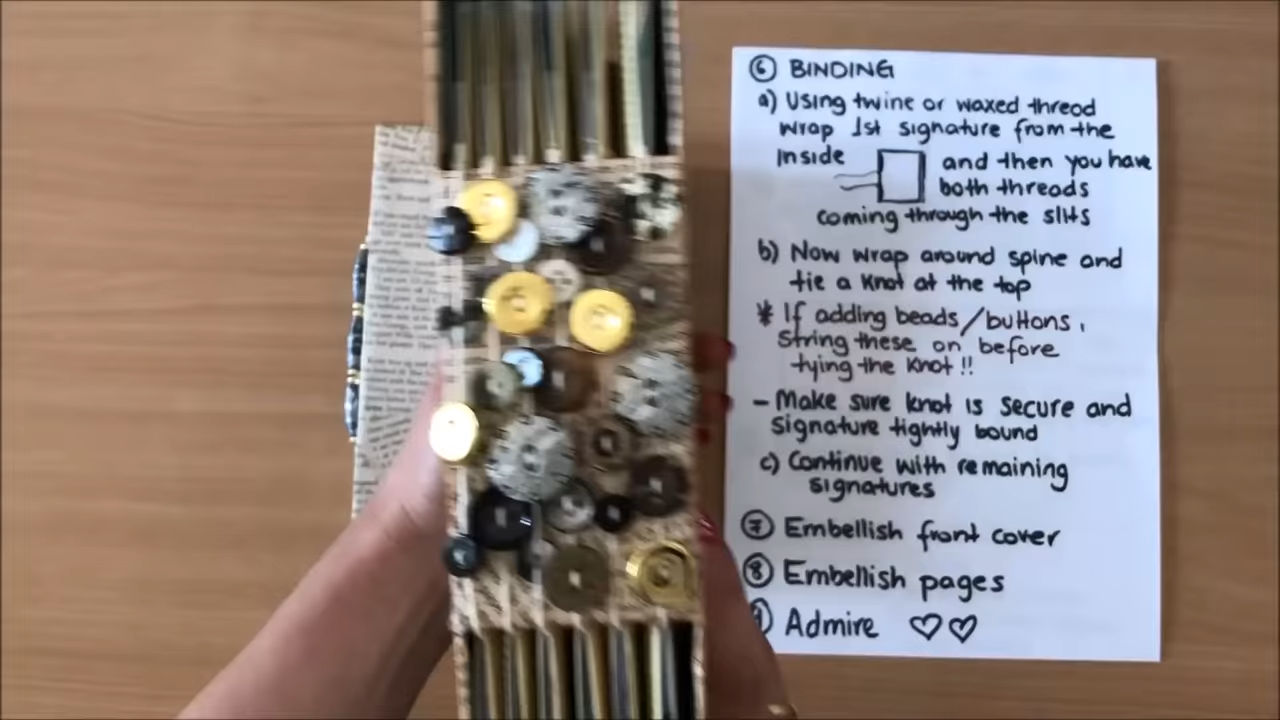 6 BINDING
a) Using twine or waxed thread
wrap 1st signature from the
inside and then you have
both threads
coming through the slits
b) Now wrap around spine and
tie a knot at the top
* If adding beads/buttons,
string these on before
tying the knot!!
- Make sure knot is secure and
signature tightly bound
c) Continue with remaining
signatures
7 Embellish front cover
8 Embellish pages
Admire ♡♡